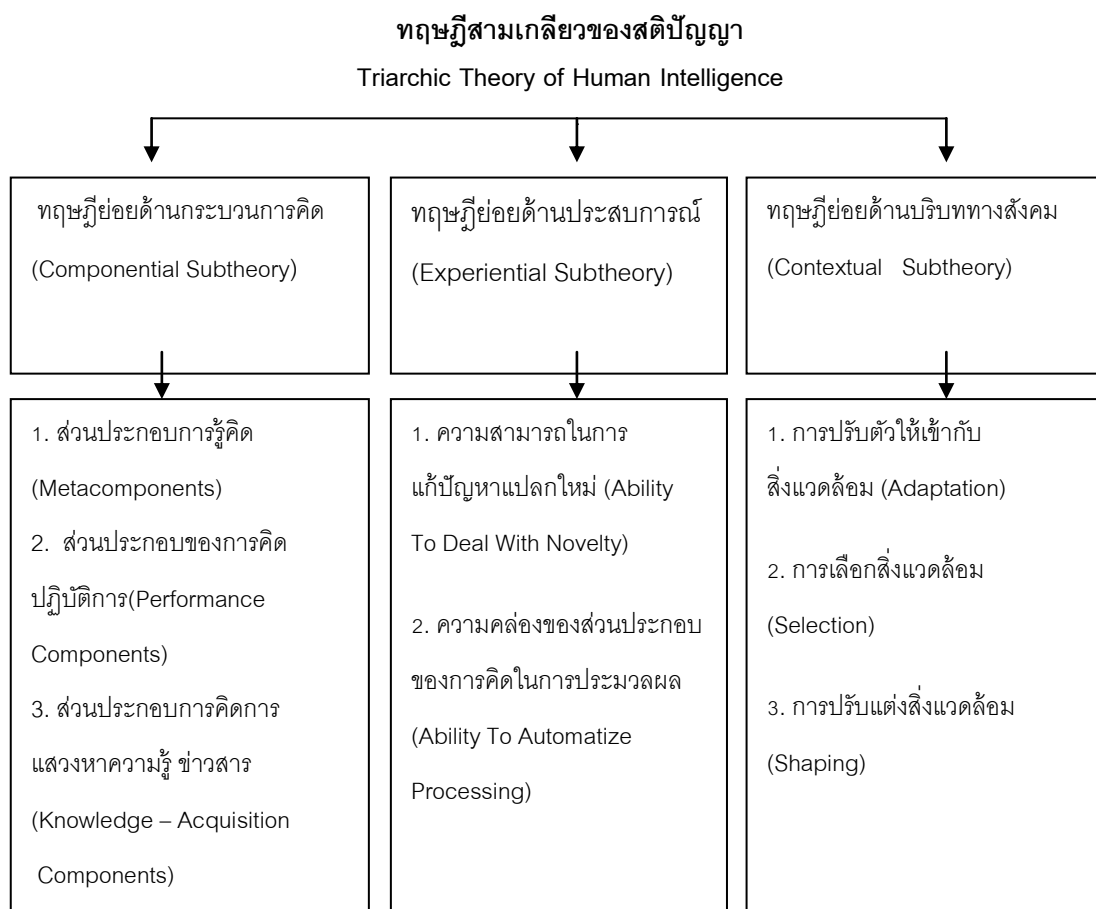 ทฤษฎีสามเกลียวของสติปัญญา
Triarchic Theory of Human Intelligence
ทฤษฎีย่อยด้านกระบวนการคิด
(Componential Subtheory)
ทฤษฎีย่อยด้านประสบการณ์
(Experiential Subtheory)
ทฤษฎีย่อยด้านบริบททางสังคม
(Contextual Subtheory)
1. ส่วนประกอบการรู้คิด
(Metacomponents)
2. ส่วนประกอบของการคิด
ปฏิบัติการ(Performance
Components)
3. ส่วนประกอบการคิดการ
แสวงหาความรู้ ข่าวสาร
(Knowledge – Acquisition
Components)
1. ความสามารถในการ
แก้ปัญหาแปลกใหม่ (Ability
To Deal With Novelty)
2. ความคล่องของส่วนประกอบ
ของการคิดในการประมวลผล
(Ability To Automatize
Processing)
1. การปรับตัวให้เข้ากับ
สิ่งแวดล้อม (Adaptation)
2. การเลือกสิ่งแวดล้อม
(Selection)
3. การปรับแต่งสิ่งแวดล้อม
(Shaping)